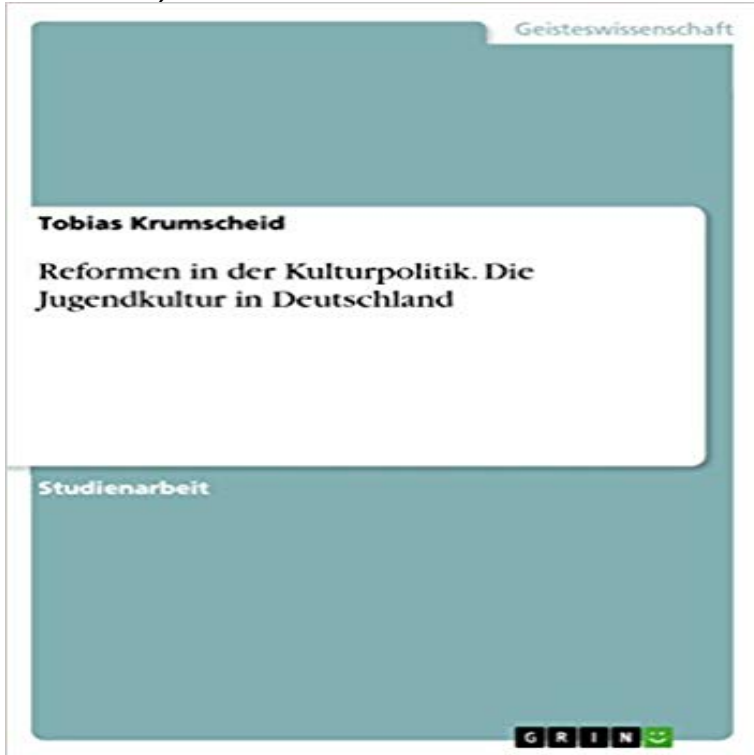 Geisteswissenschaft
Tobias Krumscheid
Reformen in der Kulturpolitik. Die
Jugendkultur in Deutschland
Studienarbeit
GRIN